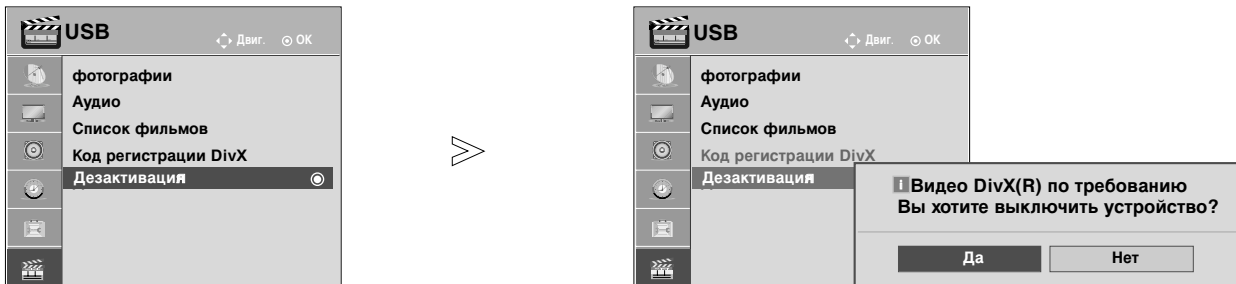 USB
Двиг. OK
фотографии
Аудио
Список фильмов
Код регистрации DivX
Дезактивация
USB
Двиг. OK
фотографии
Аудио
Список фильмов
Код регистрации DivX
Дезактивация
Видео DivX(R) по требованию
Вы хотите выключить устройство?
Да Нет